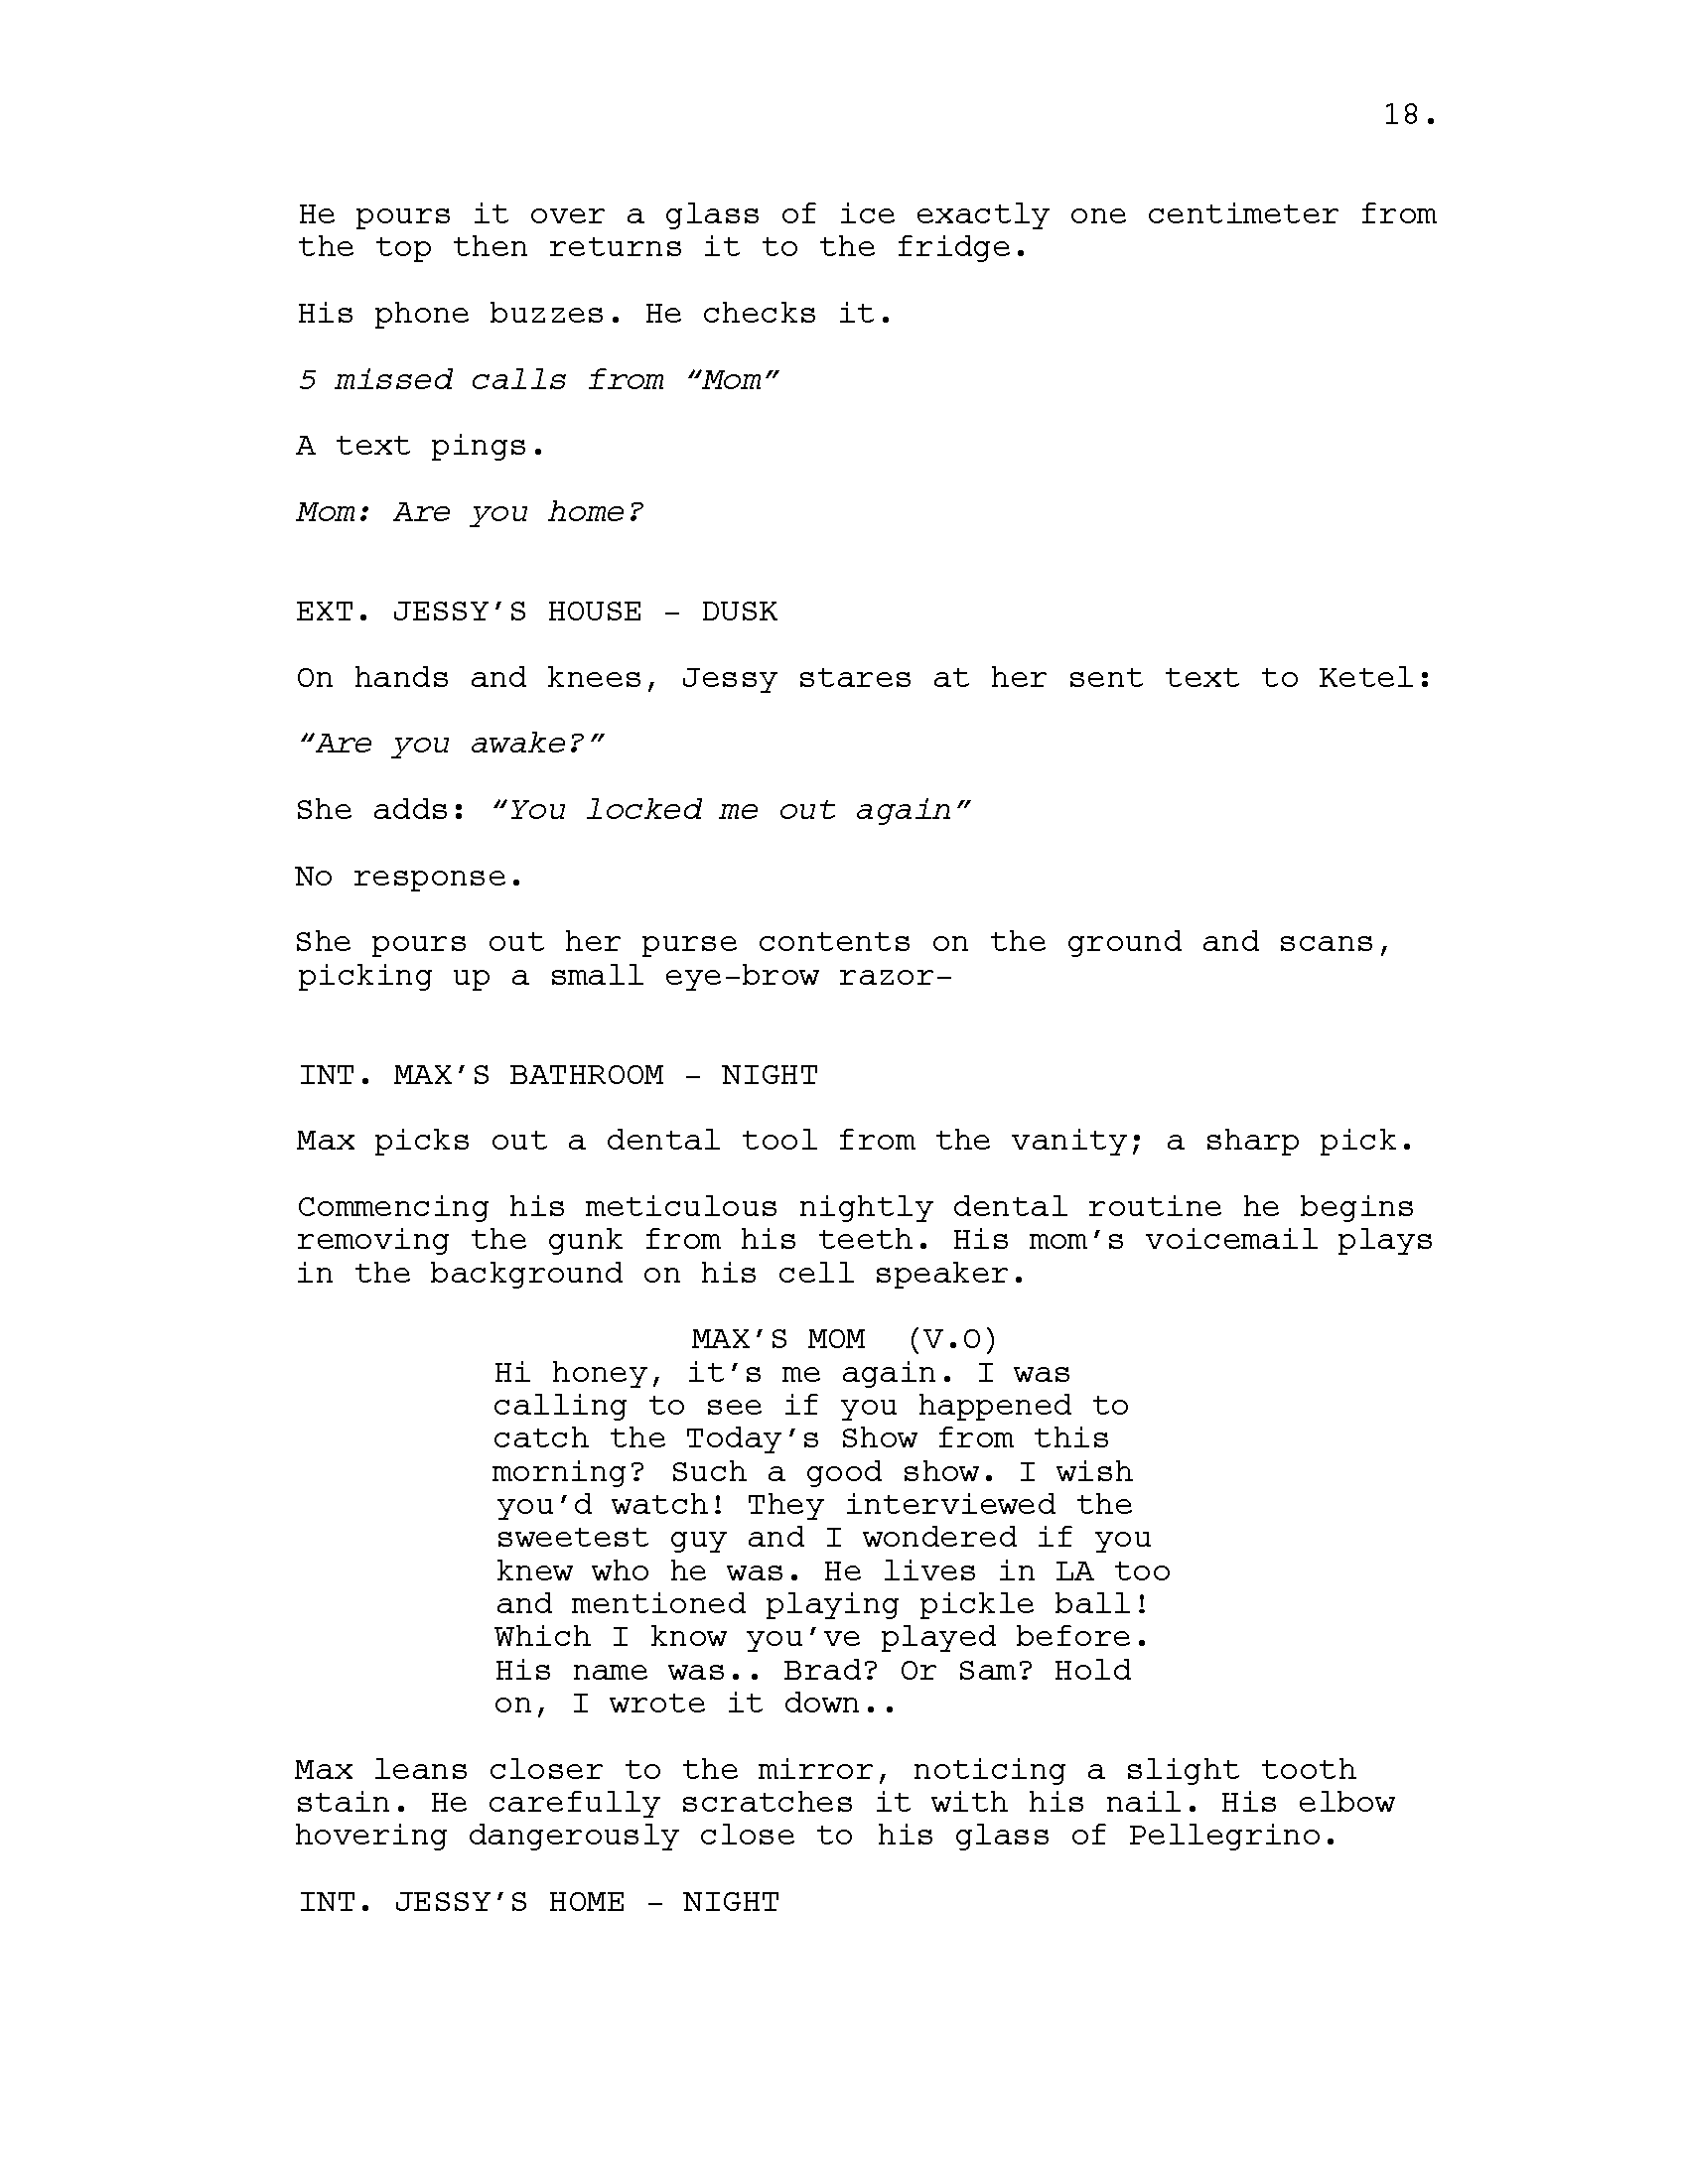 18.
He pours it over a glass of ice exactly one centimeter from
the top then returns it to the fridge.
His phone buzzes. He checks it.
5 missed calls from “Mom”
A text pings.
Mom: Are you home?
EXT. JESSY’S HOUSE - DUSK
On hands and knees, Jessy stares at her sent text to Ketel:
“Are you awake?”
She adds: “You locked me out again”
No response.
She pours out her purse contents on the ground and scans,
picking up a small eye-brow razor-
INT. MAX’S BATHROOM - NIGHT
Max picks out a dental tool from the vanity; a sharp pick.
Commencing his meticulous nightly dental routine he begins
removing the gunk from his teeth. His mom’s voicemail plays
in the background on his cell speaker.
MAX’S MOM (V.O)
Hi honey, it’s me again. I was
calling to see if you happened to
catch the Today’s Show from this
morning? Such a good show. I wish
you’d watch! They interviewed the
sweetest guy and I wondered if you
knew who he was. He lives in LA too
and mentioned playing pickle ball!
Which I know you’ve played before.
His name was.. Brad? Or Sam? Hold
on, I wrote it down..
Max leans closer to the mirror, noticing a slight tooth
stain. He carefully scratches it with his nail. His elbow
hovering dangerously close to his glass of Pellegrino.
INT. JESSY’S HOME - NIGHT